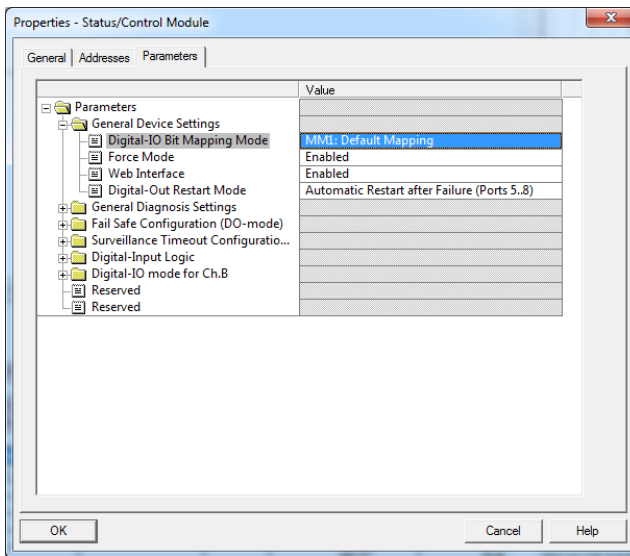 Properties - Status/Control Module
General Addresses Parameters
Value
Parameters
General Device Settings
Digital-IO Bit Mapping Mode MM1: Default Mapping
Force Mode Enabled
Web Interface Enabled
Digital-Out Restart Mode Automatic Restart after Failure (Ports 5..8)
General Diagnosis Settings
Fail Safe Configuration (DO-mode)
Surveillance Timeout Configuratio...
Digital-Input Logic
Digital-IO mode for Ch.B
Reserved
Reserved
OK Cancel Help